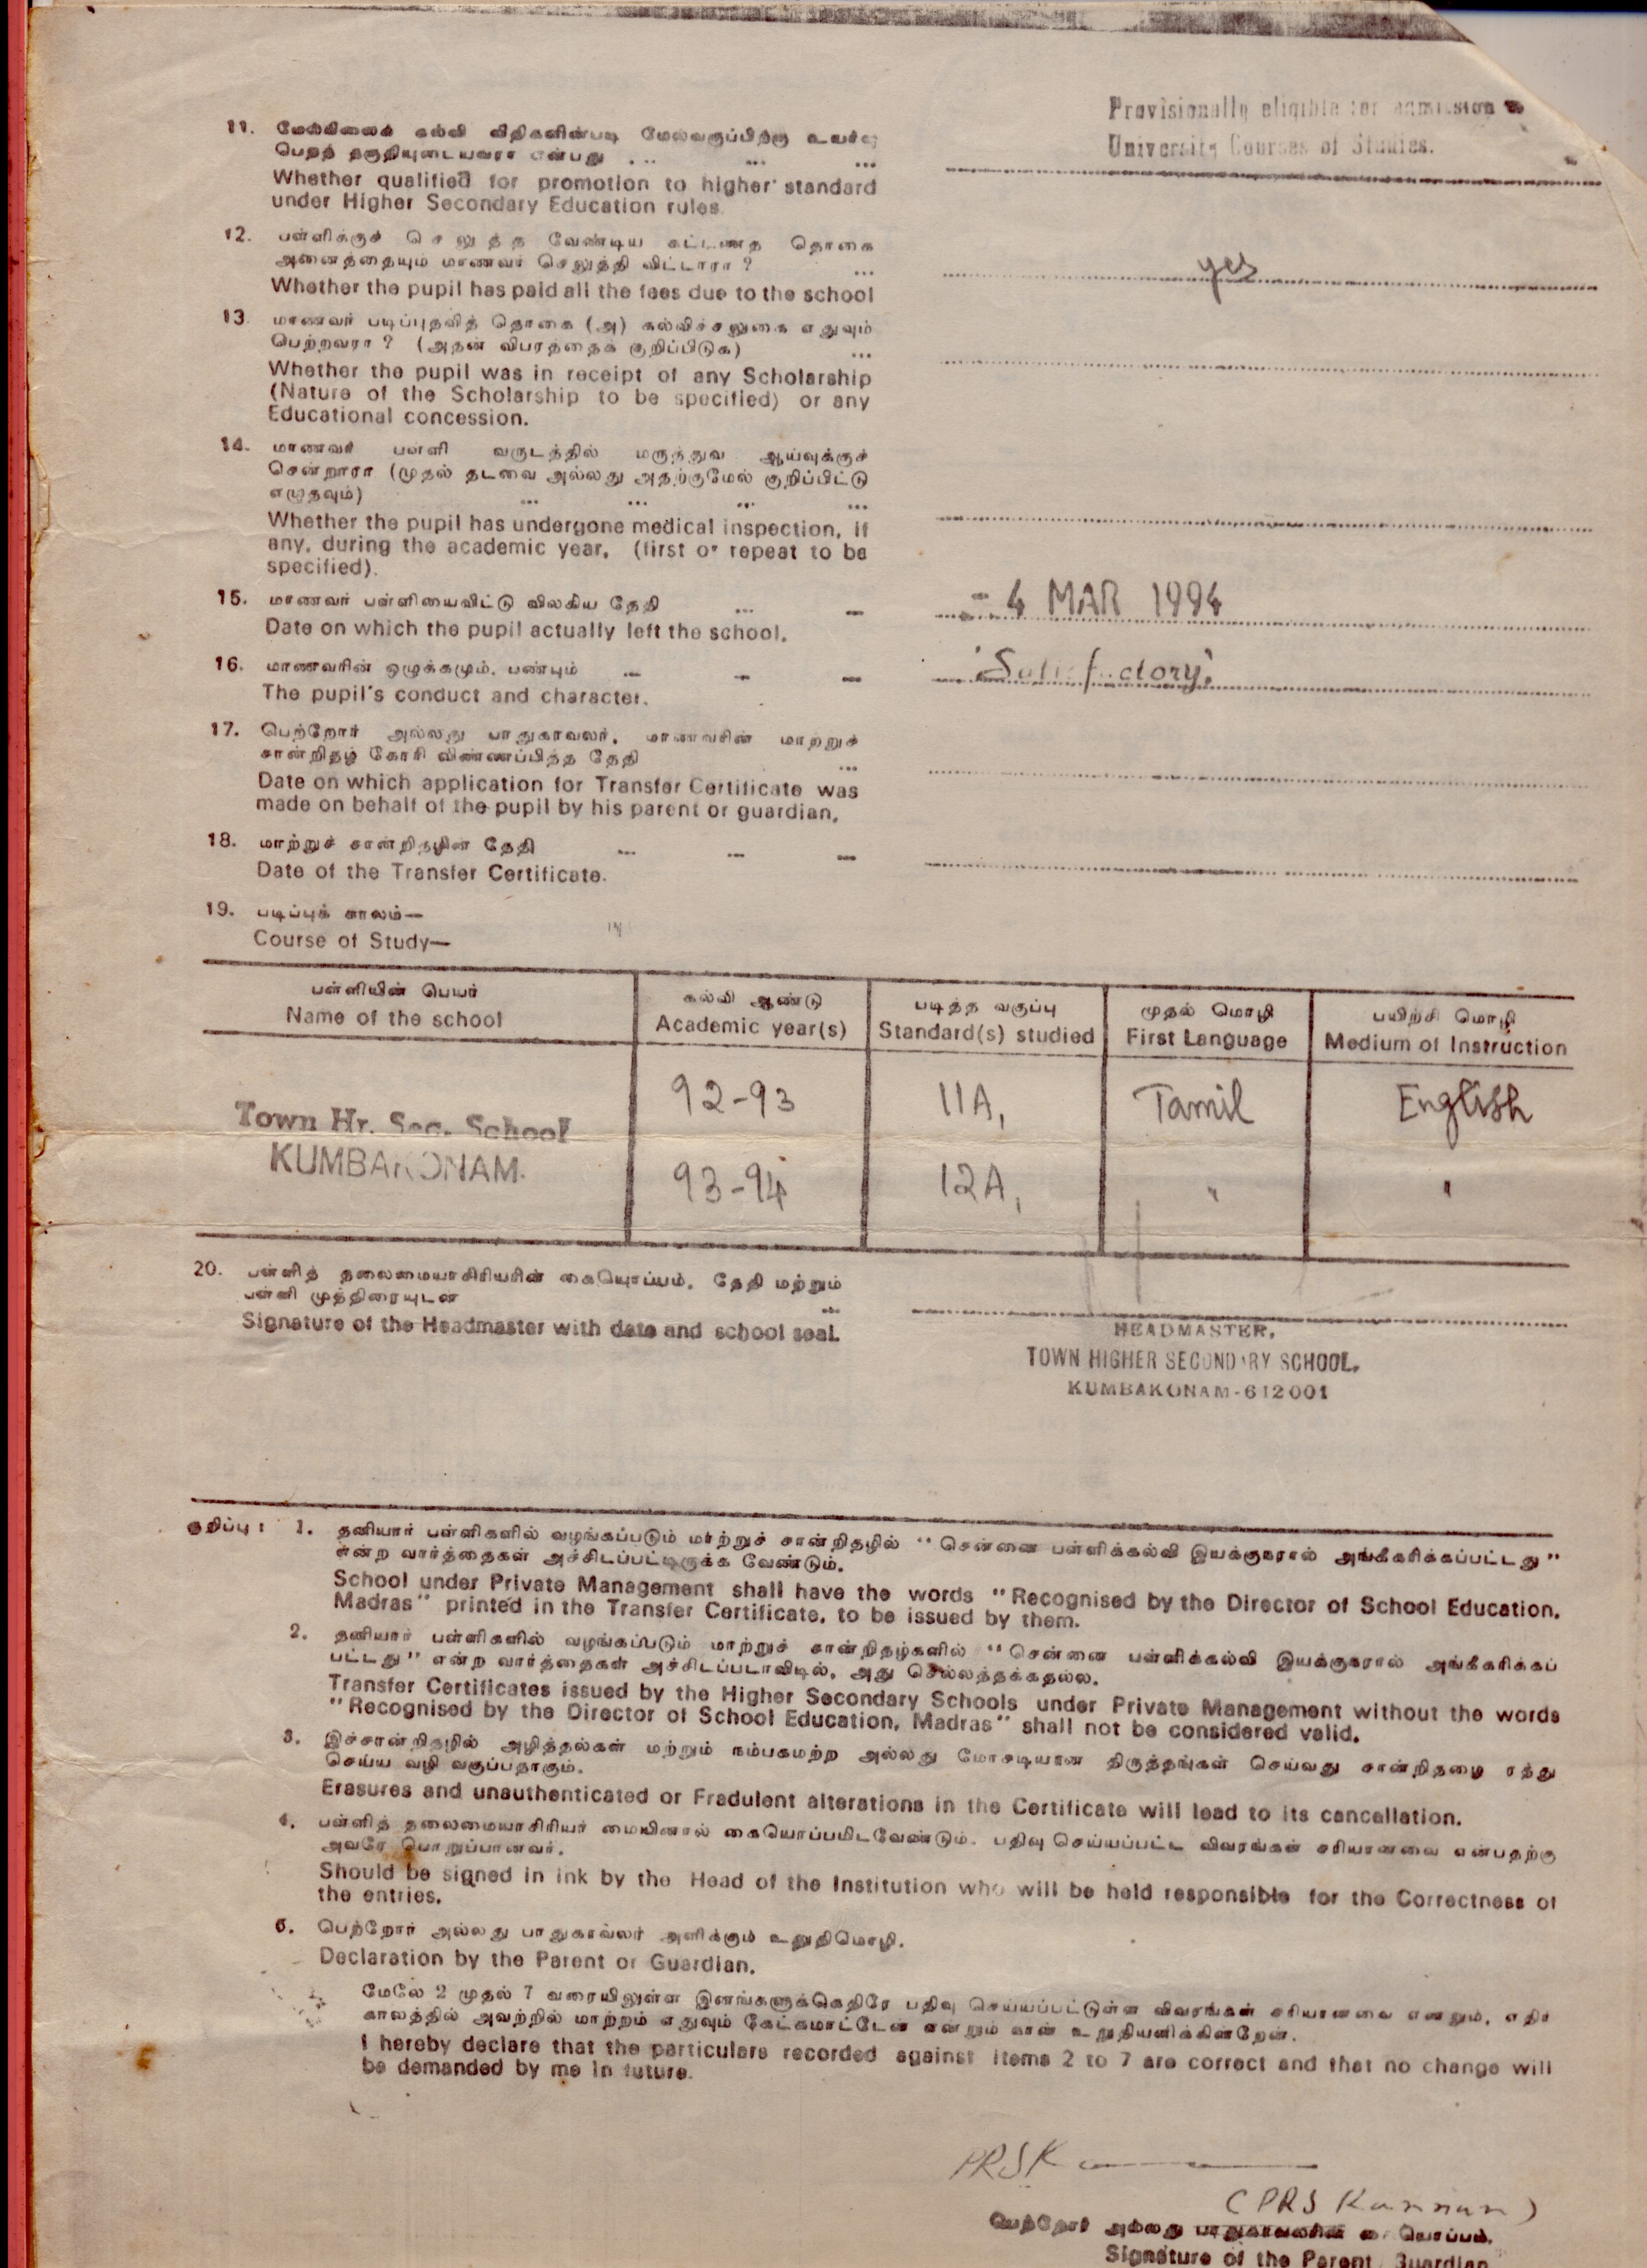 Provisionally eligible for admission to
University Courses of Studies.
11. மேல்நிலைக் கல்வி விதிகளின்படி மேல்வகுப்பிற்கு உயர்வு
பெறத் தகுதியுடையவரா என்பது ... ... ...
Whether qualified for promotion to higher standard
under Higher Secondary Education rules.
12. பள்ளிக்குச் செலுத்த வேண்டிய கட்டணத் தொகை
அனைத்தையும் மாணவர் செலுத்தி விட்டாரா ? ...
Whether the pupil has paid all the fees due to the school
yes
13. மாணவர் படிப்புதவித் தொகை (அ) கல்விச்சலுகை எதுவும்
பெற்றவரா ? (அதன் விபரத்தைக் குறிப்பிடுக) ...
Whether the pupil was in receipt of any Scholarship
(Nature of the Scholarship to be specified) or any
Educational concession.
14. மாணவர் பள்ளி வருடத்தில் மருத்துவ ஆய்வுக்குச்
சென்றாரா (முதல் தடவை அல்லது அதற்குமேல் குறிப்பிட்டு
எழுதவும்) ... ... ... ...
Whether the pupil has undergone medical inspection, if
any, during the academic year, (first or repeat to be
specified).
15. மாணவர் பள்ளியைவிட்டு விலகிய தேதி ... —
Date on which the pupil actually left the school.
- 4 MAR 1994
16. மாணவரின் ஒழுக்கமும், பண்பும் — — —
The pupil's conduct and character.
'Satisfactory'
17. பெற்றோர் அல்லது பாதுகாவலர், மாணவரின் மாற்றுச்
சான்றிதழ் கோரி விண்ணப்பித்த தேதி ...
Date on which application for Transfer Certificate was
made on behalf of the pupil by his parent or guardian.
18. மாற்றுச் சான்றிதழின் தேதி — — —
Date of the Transfer Certificate.
19. படிப்புக் காலம்—
Course of Study—
பள்ளியின் பெயர் கல்வி ஆண்டு படித்த வகுப்பு முதல் மொழி பயிற்சி மொழி
Name of the school Academic year(s) Standard(s) studied First Language Medium of Instruction
Town Hr. Sec. School 92-93 11A, Tamil English
KUMBAKONAM. 93-94 12A, " "
20. பள்ளித் தலைமையாசிரியரின் கையொப்பம், தேதி மற்றும்
பள்ளி முத்திரையுடன் ...
Signature of the Headmaster with date and school seal.
HEADMASTER,
TOWN HIGHER SECONDARY SCHOOL,
KUMBAKONAM-612001
குறிப்பு : 1. தனியார் பள்ளிகளில் வழங்கப்படும் மாற்றுச் சான்றிதழில் "சென்னை பள்ளிக்கல்வி இயக்குநரால் அங்கீகரிக்கப்பட்டது"
என்ற வார்த்தைகள் அச்சிடப்பட்டிருக்க வேண்டும்.
School under Private Management shall have the words "Recognised by the Director of School Education,
Madras" printed in the Transfer Certificate, to be issued by them.
2. தனியார் பள்ளிகளில் வழங்கப்படும் மாற்றுச் சான்றிதழ்களில் "சென்னை பள்ளிக்கல்வி இயக்குநரால் அங்கீகரிக்கப்
பட்டது" என்ற வார்த்தைகள் அச்சிடப்படாவிடில், அது செல்லத்தக்கதல்ல.
Transfer Certificates issued by the Higher Secondary Schools under Private Management without the words
"Recognised by the Director of School Education, Madras" shall not be considered valid.
3. இச்சான்றிதழில் அழித்தல்கள் மற்றும் நம்பகமற்ற அல்லது மோசடியான திருத்தங்கள் செய்வது சான்றிதழை ரத்து
செய்ய வழி வகுப்பதாகும்.
Erasures and unauthenticated or Fradulent alterations in the Certificate will lead to its cancellation.
4. பள்ளித் தலைமையாசிரியர் மையினால் கையொப்பமிடவேண்டும். பதிவு செய்யப்பட்ட விவரங்கள் சரியானவை என்பதற்கு
அவரே பொறுப்பானவர்.
Should be signed in ink by the Head of the Institution who will be held responsible for the Correctness of
the entries.
5. பெற்றோர் அல்லது பாதுகாவலர் அளிக்கும் உறுதிமொழி.
Declaration by the Parent or Guardian.
மேலே 2 முதல் 7 வரையிலுள்ள இனங்களுக்கெதிரே பதிவு செய்யப்பட்டுள்ள விவரங்கள் சரியானவை எனவும், எதிர்
காலத்தில் அவற்றில் மாற்றம் எதுவும் கேட்கமாட்டேன் என்றும் நான் உறுதியளிக்கின்றேன்.
I hereby declare that the particulars recorded against items 2 to 7 are correct and that no change will
be demanded by me in future.
PRSK
(PRS Kannan)
பெற்றோர் அல்லது பாதுகாவலரின் கையொப்பம்.
Signature of the Parent Guardian